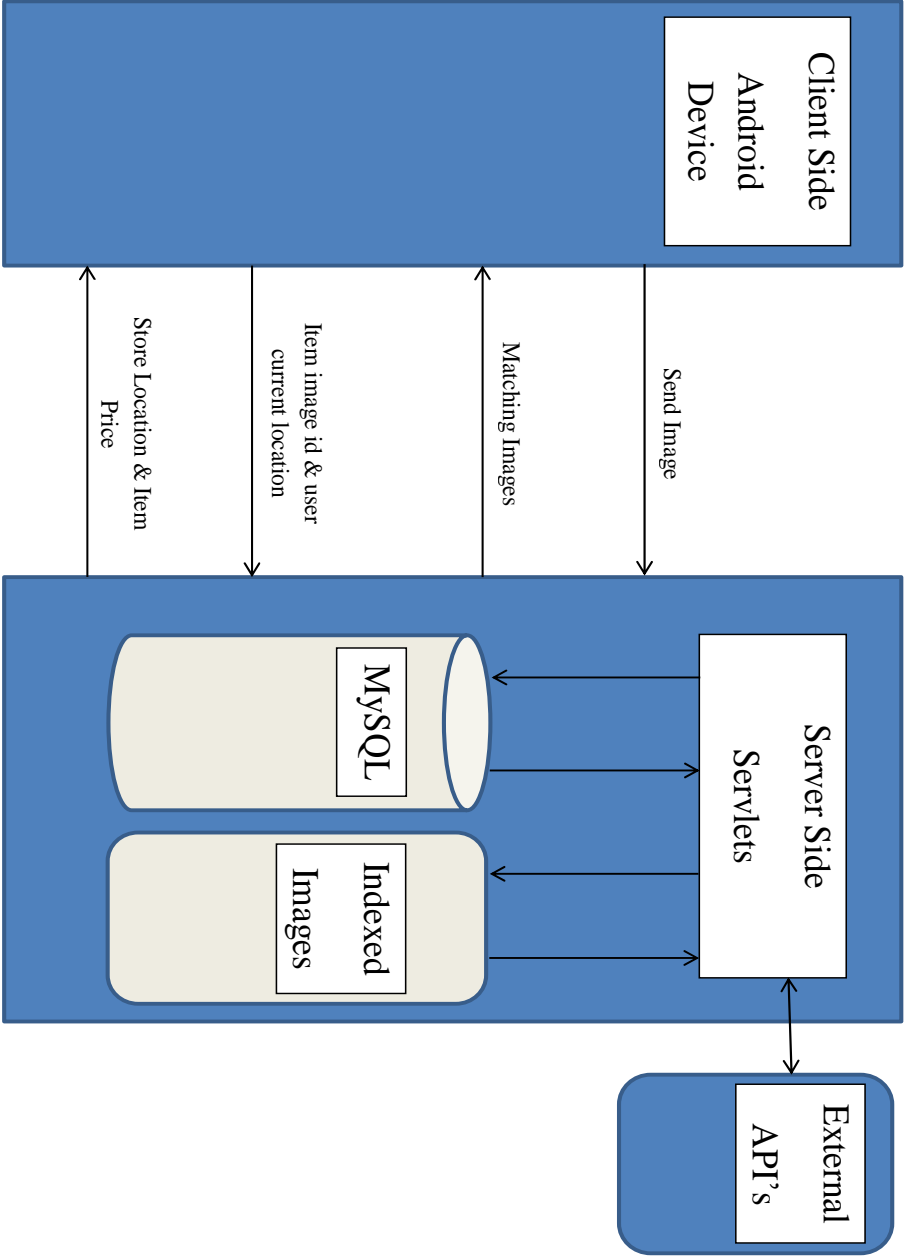 Client Side
Android
Device
Send Image
Matching Images
Item image id & user
current location
Store Location & Item
Price
Server Side
Servlets
MySQL
Indexed
Images
External
API’s